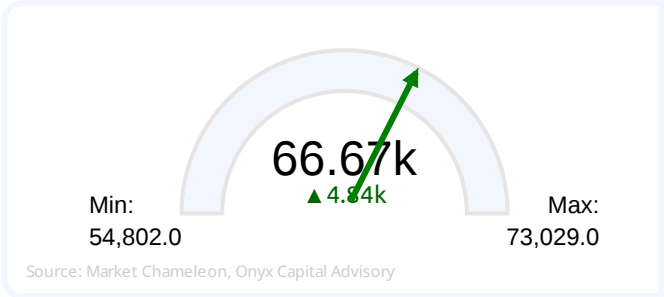 66.67k
▲4.84k
Min:
54,802.0
Max:
73,029.0
Source: Market Chameleon, Onyx Capital Advisory